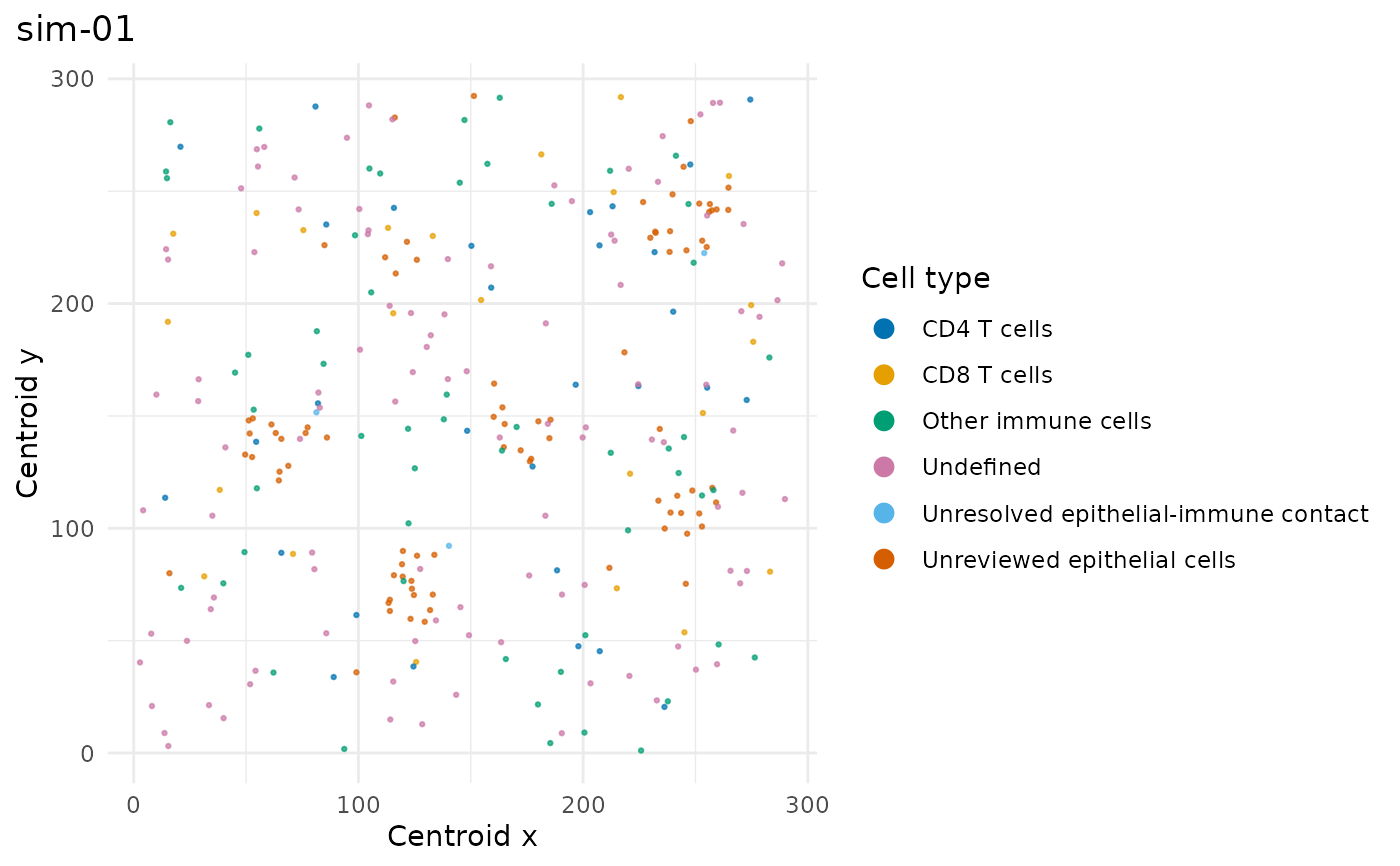 sim-01
300
200
100
0
Centroid y
0 100 200 300
Centroid x
Cell type
CD4 T cells
CD8 T cells
Other immune cells
Undefined
Unresolved epithelial-immune contact
Unreviewed epithelial cells